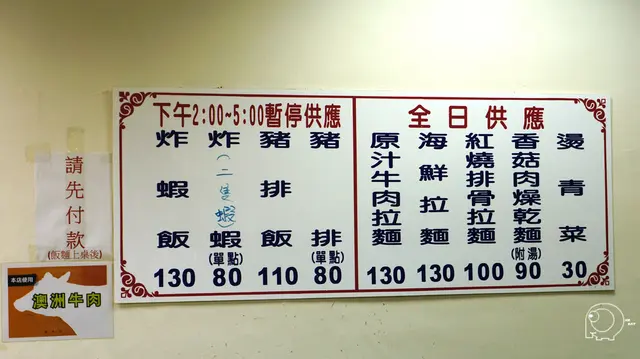 下午2:00~5:00暫停供應
炸蝦飯 130
炸(二隻蝦)蝦(單點) 80
豬排飯 110
豬排(單點) 80
全日供應
原汁牛肉拉麵 130
海鮮拉麵 130
紅燒排骨拉麵 100
香菇肉燥乾麵(附湯) 90
燙青菜 30
請先付款
(飯麵上桌後)
本店使用
澳洲牛肉